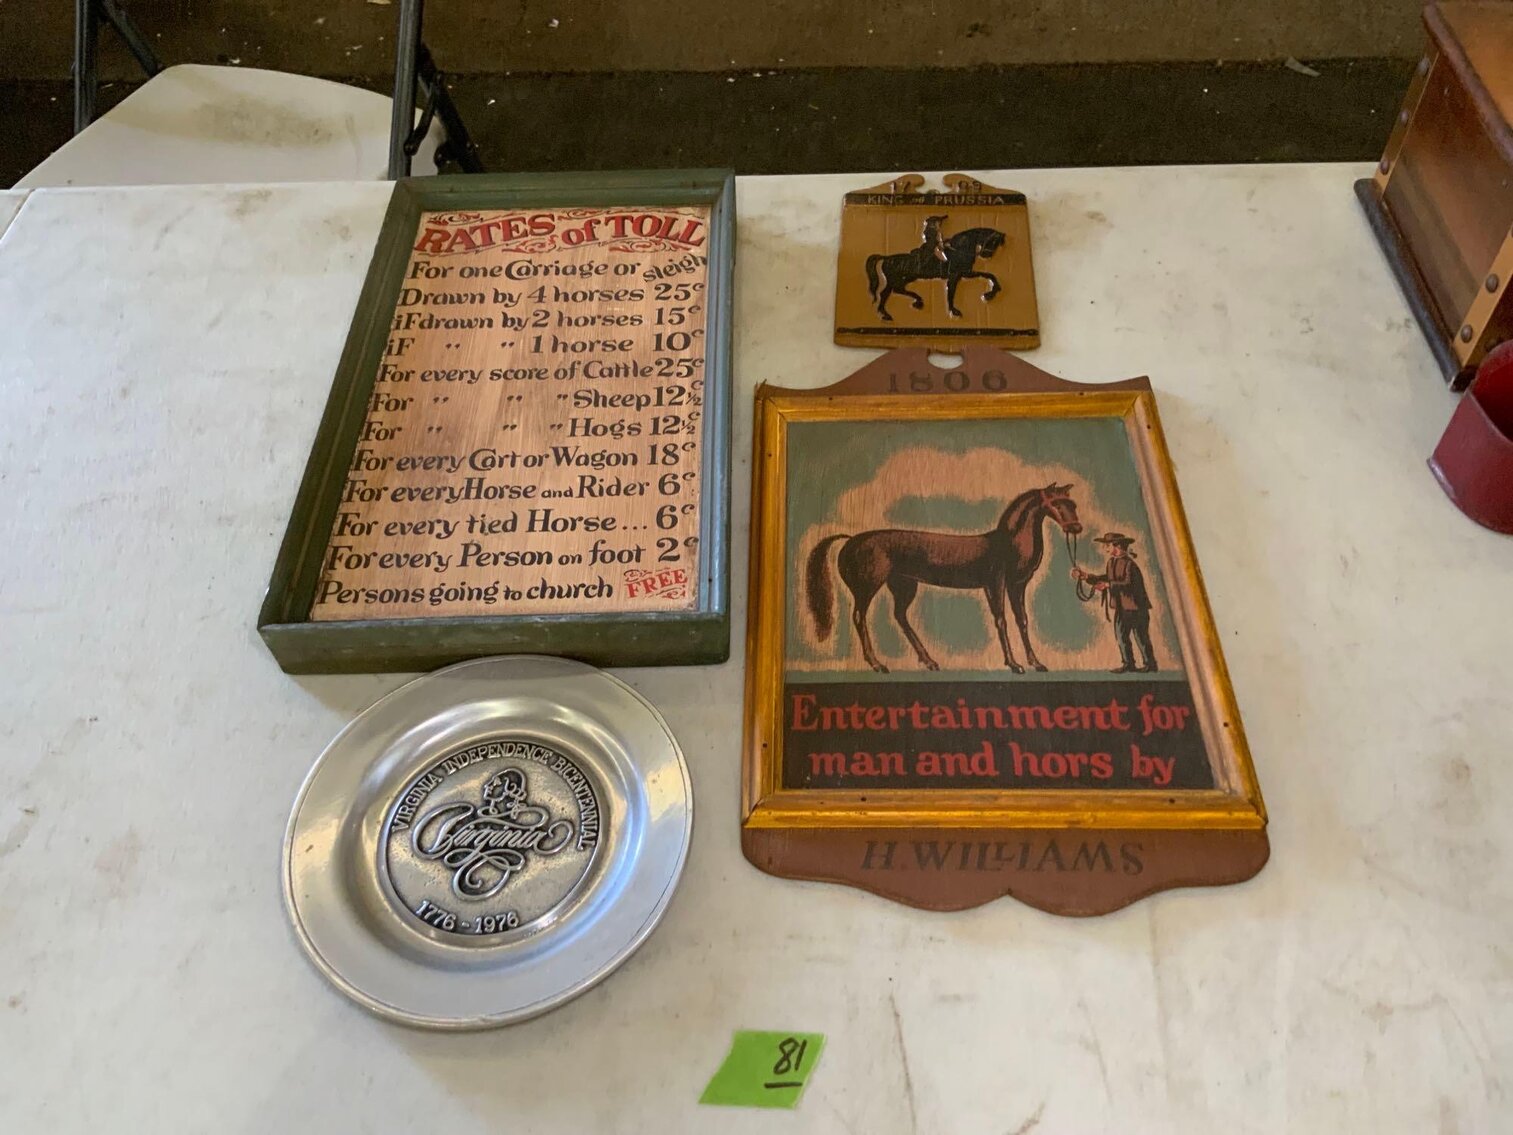 RATES of TOLL
For one Carriage or sleigh
Drawn by 4 horses 25c
iF drawn by 2 horses 15c
iF " " 1 horse 10c
For every score of Cattle 25c
For " " " Sheep 12½c
For " " " Hogs 12½c
For every Cart or Wagon 18c
For every Horse and Rider 6c
For every tied Horse... 6c
For every Person on foot 2c
Persons going to church FREE
KING of PRUSSIA
1806
Entertainment for
man and hors by
H. WILLIAMS
VIRGINIA INDEPENDENCE BICENTENNIAL
Virginia
1776 - 1976
81